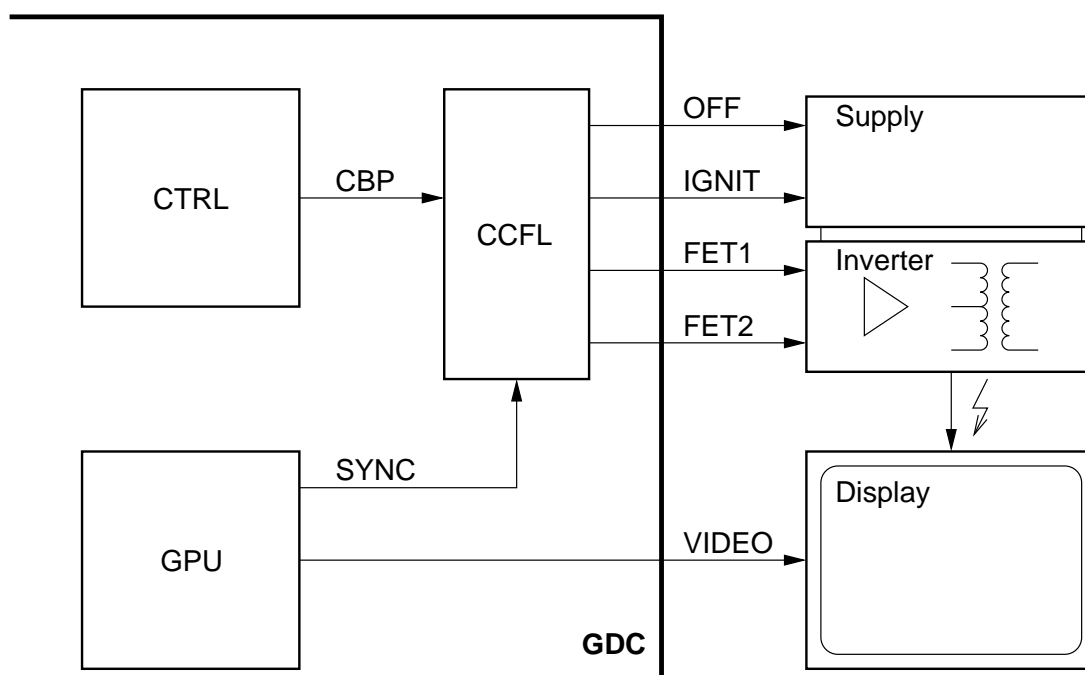 OFF
Supply
CTRL
CBP
CCFL
IGNIT
FET1
Inverter
FET2
SYNC
Display
GPU
VIDEO
GDC